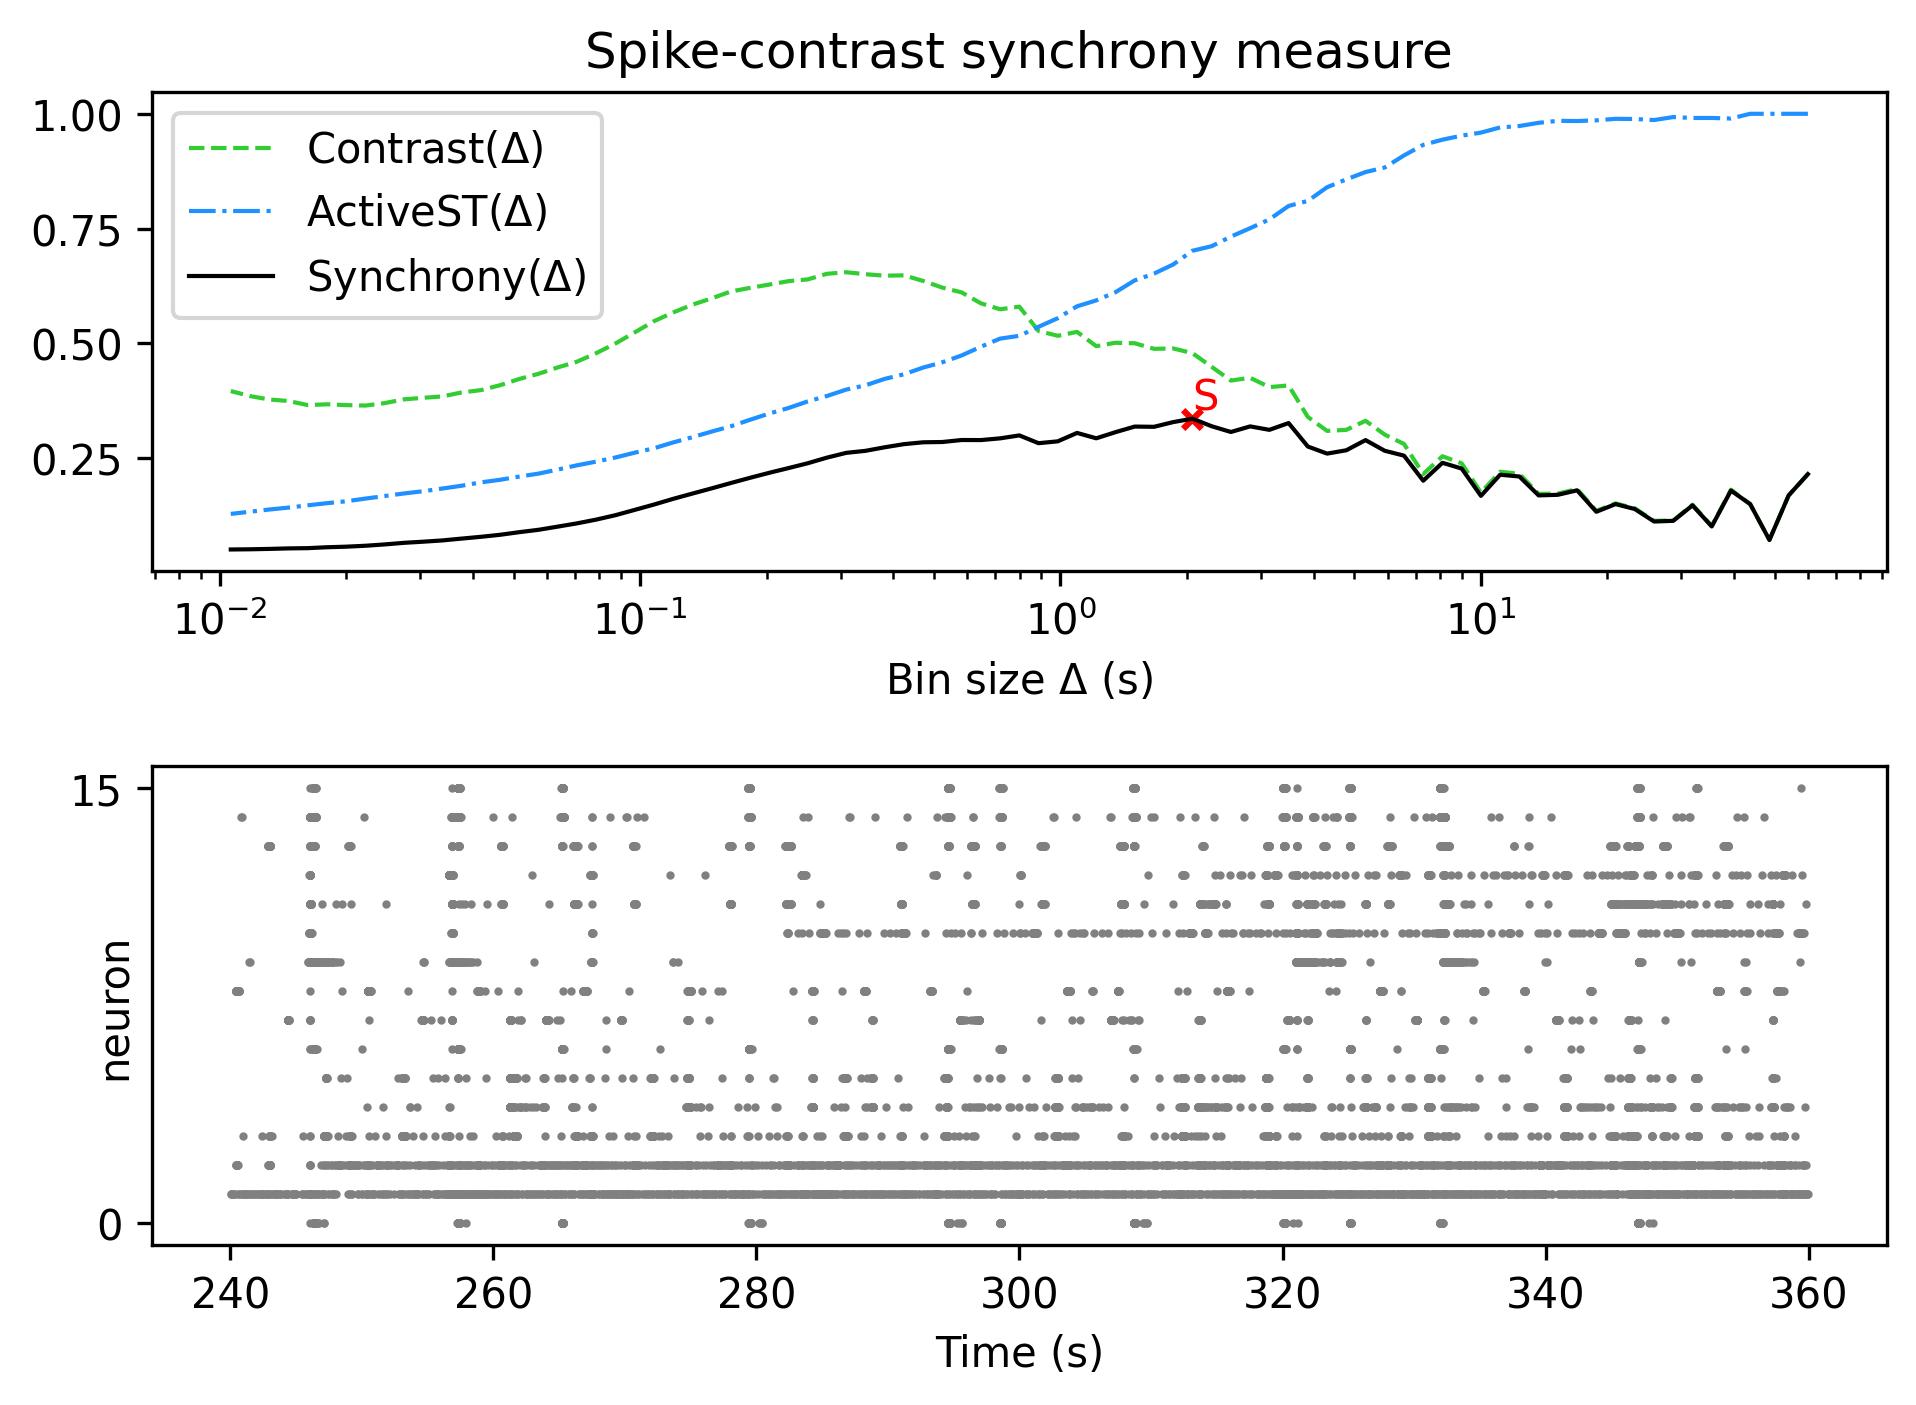 Spike-contrast synchrony measure
1.00
0.75
0.50
0.25
Contrast(Δ)
ActiveST(Δ)
Synchrony(Δ)
S
10⁻² 10⁻¹ 10⁰ 10¹
Bin size Δ (s)
15
0
neuron
240 260 280 300 320 340 360
Time (s)